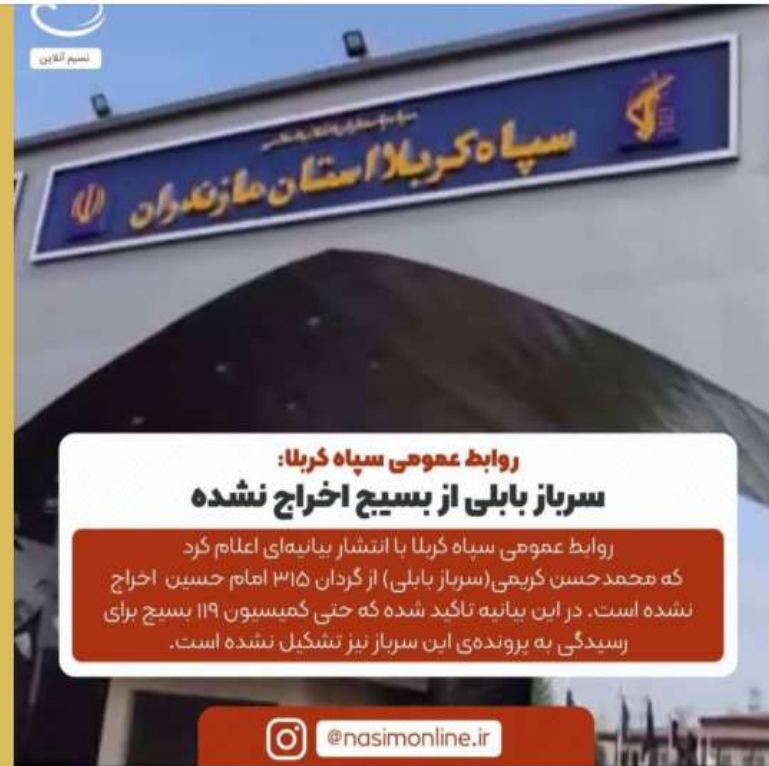 نسیم آنلاین
سپاه کربلا استان مازندران
روابط عمومی سپاه کربلا:
سرباز بابلی از بسیج اخراج نشده
روابط عمومی سپاه کربلا با انتشار بیانیه‌ای اعلام کرد
که محمدحسن کریمی(سرباز بابلی) از گردان ۳۱۵ امام حسین اخراج
نشده است. در این بیانیه تاکید شده که حتی کمیسیون ۱۱۹ بسیج برای
رسیدگی به پرونده‌ی این سرباز نیز تشکیل نشده است.
@nasimonline.ir